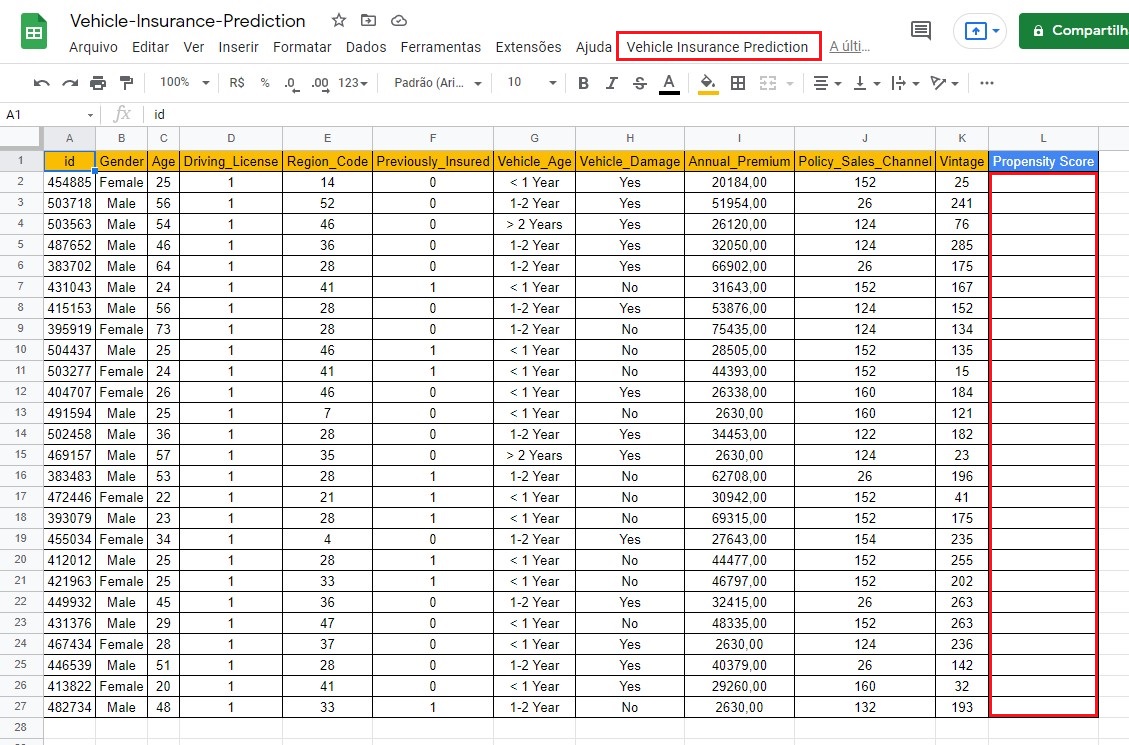 Vehicle-Insurance-Prediction
Arquivo Editar Ver Inserir Formatar Dados Ferramentas Extensões Ajuda Vehicle Insurance Prediction A últi...
Compartilh
100% R$ % .0 .00 123 Padrão (Ari... 10 B I S A
A1 fx id
A B C D E F G H I J K L
1 id Gender Age Driving_License Region_Code Previously_Insured Vehicle_Age Vehicle_Damage Annual_Premium Policy_Sales_Channel Vintage Propensity Score
2 454885 Female 25 1 14 0 < 1 Year Yes 20184,00 152 25
3 503718 Male 56 1 52 0 1-2 Year Yes 51954,00 26 241
4 503563 Male 54 1 46 0 > 2 Years Yes 26120,00 124 76
5 487652 Male 46 1 36 0 1-2 Year Yes 32050,00 124 285
6 383702 Male 64 1 28 0 1-2 Year Yes 66902,00 26 175
7 431043 Male 24 1 41 1 < 1 Year No 31643,00 152 167
8 415153 Male 56 1 28 0 1-2 Year Yes 53876,00 124 152
9 395919 Female 73 1 28 0 1-2 Year No 75435,00 124 134
10 504437 Male 25 1 46 1 < 1 Year No 28505,00 152 135
11 503277 Female 24 1 41 1 < 1 Year No 44393,00 152 15
12 404707 Female 26 1 46 0 < 1 Year Yes 26338,00 160 184
13 491594 Male 25 1 7 0 < 1 Year No 2630,00 160 121
14 502458 Male 36 1 28 0 1-2 Year Yes 34453,00 122 182
15 469157 Male 57 1 35 0 > 2 Years Yes 2630,00 124 23
16 383483 Male 53 1 28 1 1-2 Year No 62708,00 26 196
17 472446 Female 22 1 21 1 < 1 Year No 30942,00 152 41
18 393079 Male 23 1 28 1 < 1 Year No 69315,00 152 175
19 455034 Female 34 1 4 0 1-2 Year Yes 27643,00 154 235
20 412012 Male 25 1 28 1 < 1 Year No 44477,00 152 255
21 421963 Female 25 1 33 1 < 1 Year No 46797,00 152 202
22 449932 Male 45 1 36 0 1-2 Year Yes 32415,00 26 263
23 431376 Male 29 1 47 0 < 1 Year No 48335,00 152 263
24 467434 Female 28 1 37 0 < 1 Year Yes 2630,00 124 236
25 446539 Male 51 1 28 0 1-2 Year Yes 40379,00 26 142
26 413822 Female 20 1 41 0 < 1 Year Yes 29260,00 160 32
27 482734 Male 48 1 33 1 1-2 Year No 2630,00 132 193
28